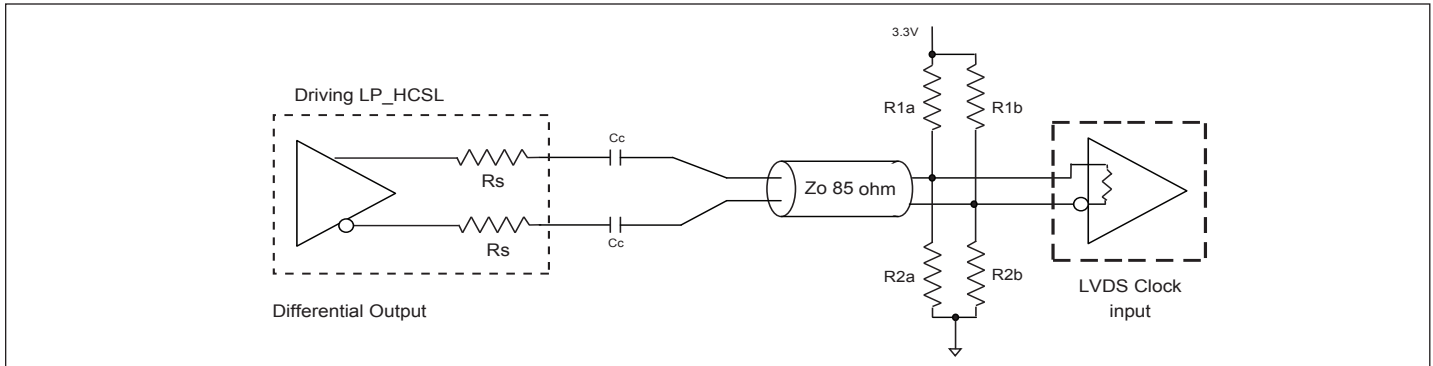 3.3V
Driving LP_HCSL
R1a
R1b
Cc
Rs
Zo 85 ohm
Rs
Cc
R2a
R2b
LVDS Clock
input
Differential Output